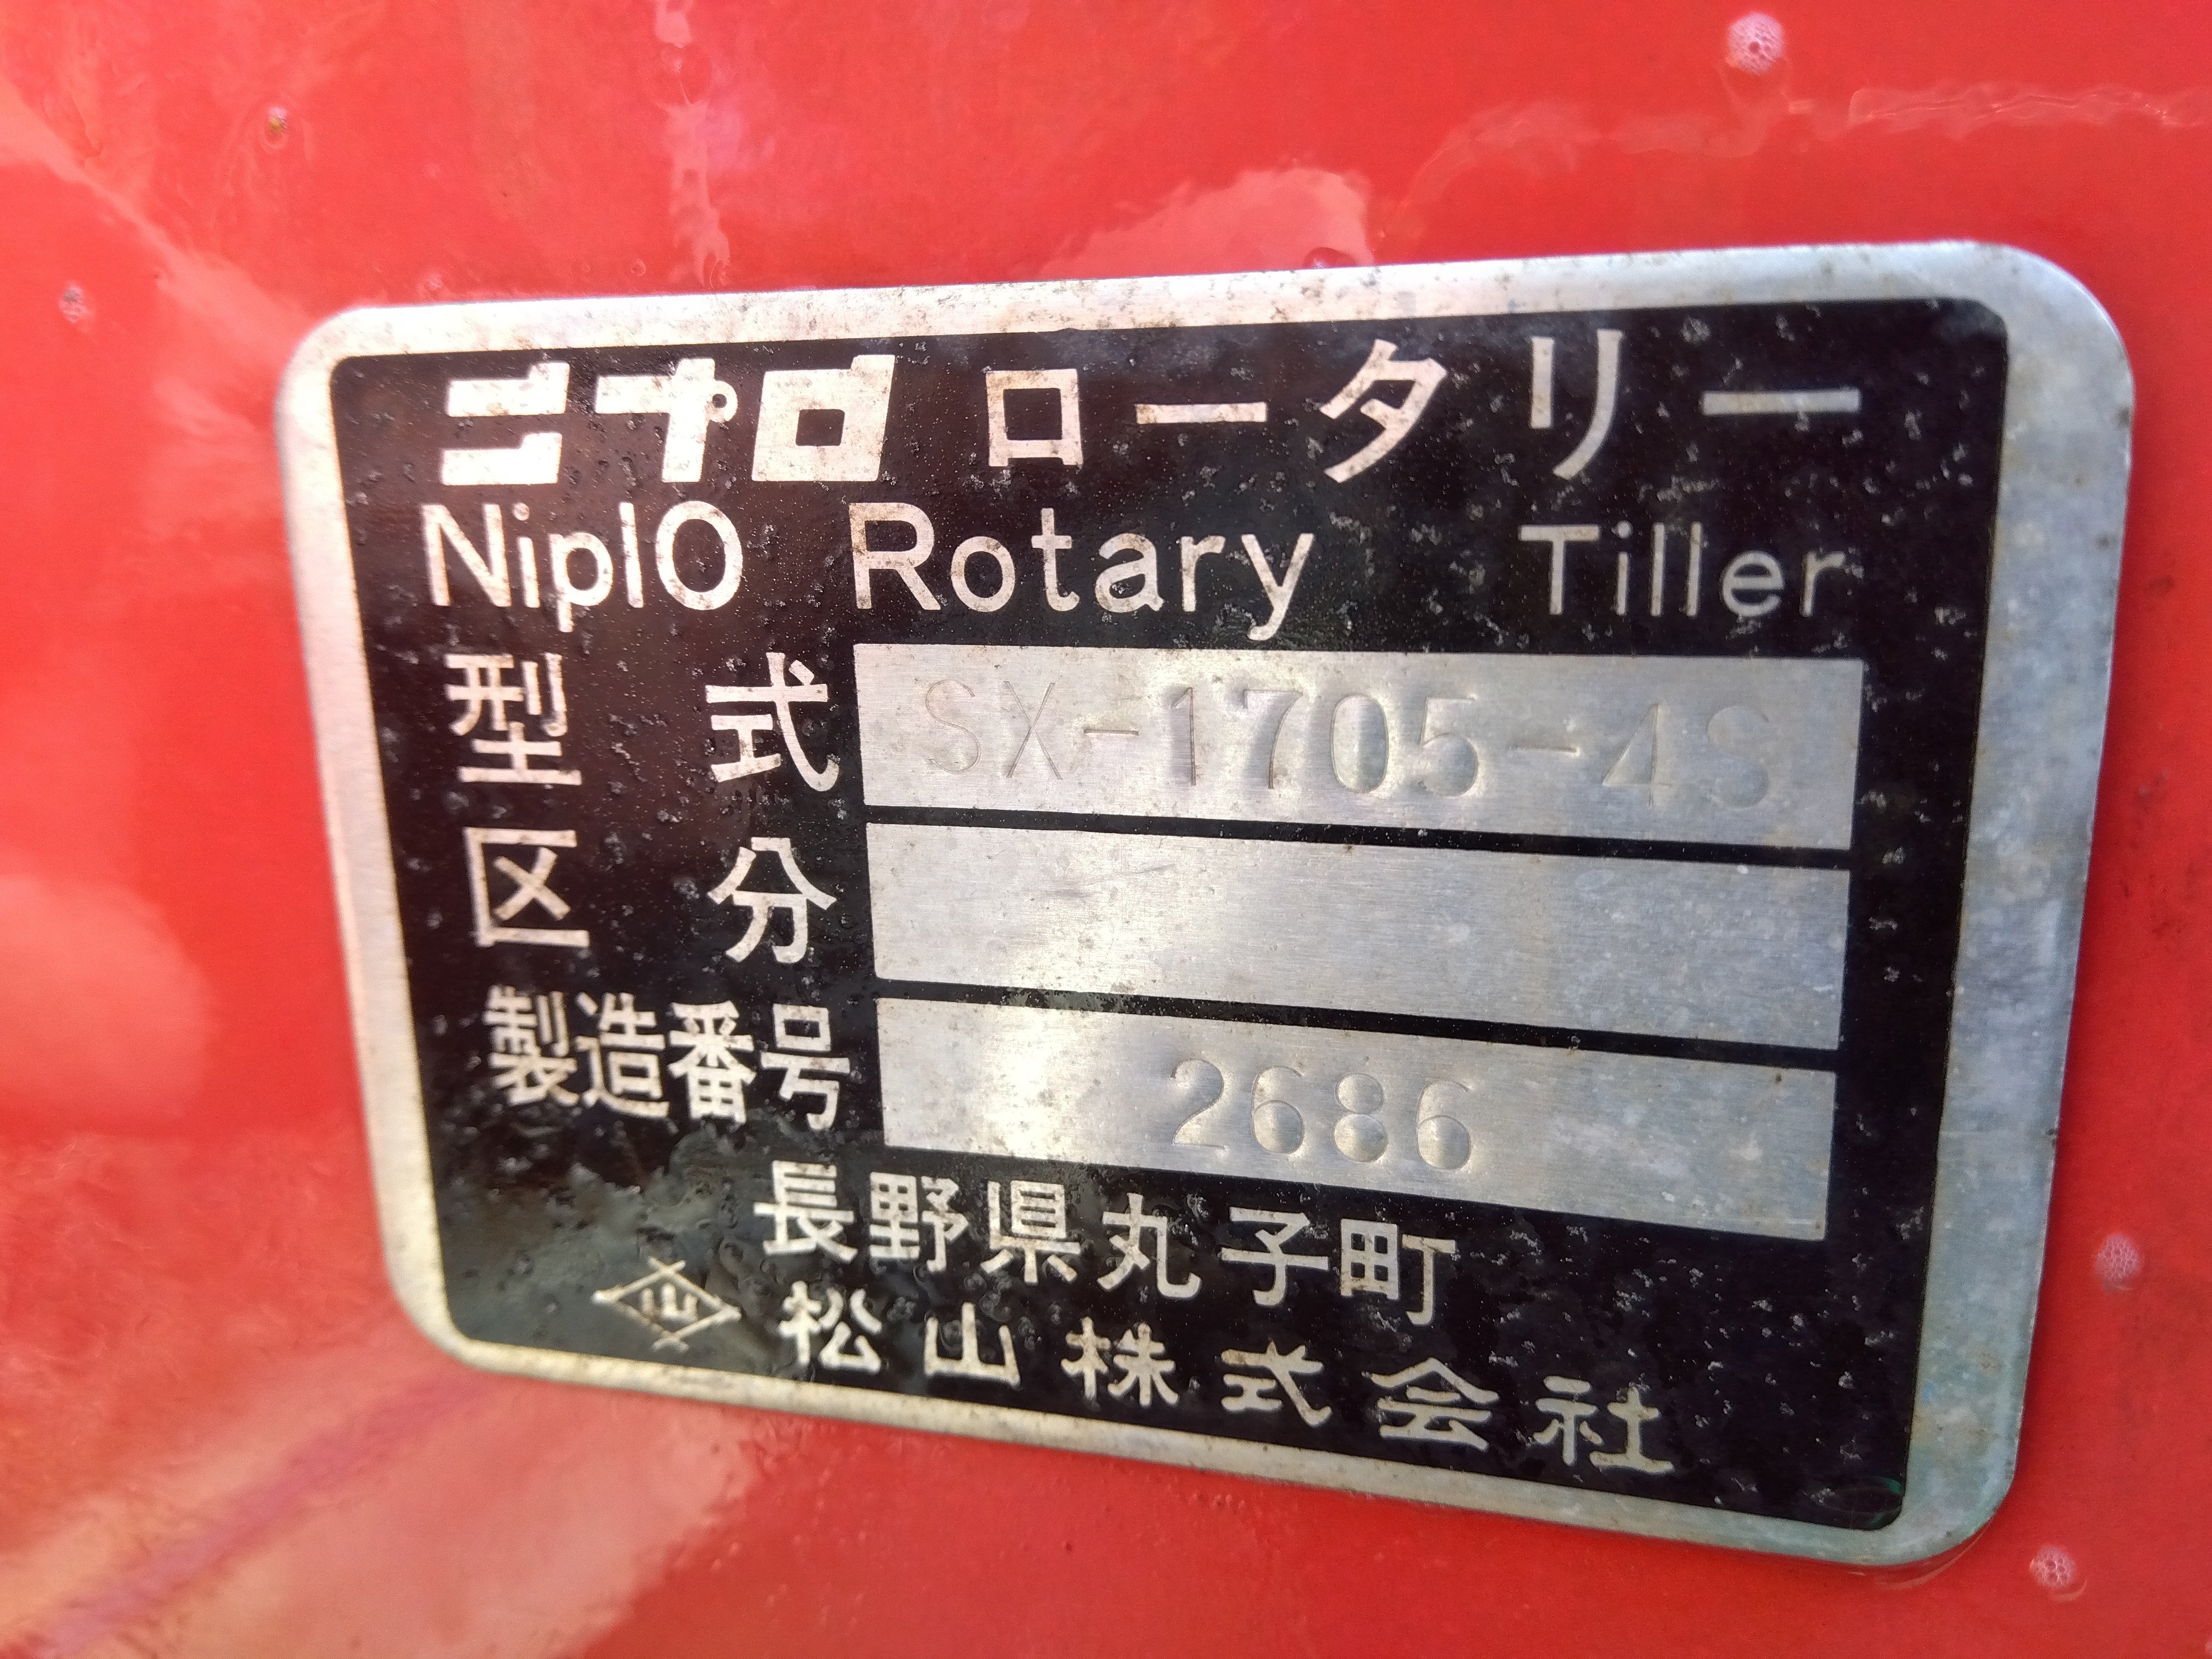 ニプロ ロータリー
NiplO Rotary Tiller
型式 SX-1705-4S
区分
製造番号 2686
長野県丸子町
山 松山株式会社